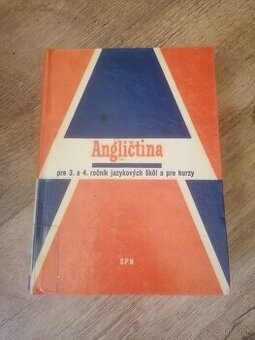 Angličtina
pre 3. a 4. ročník jazykových škôl a pre kurzy
SPN